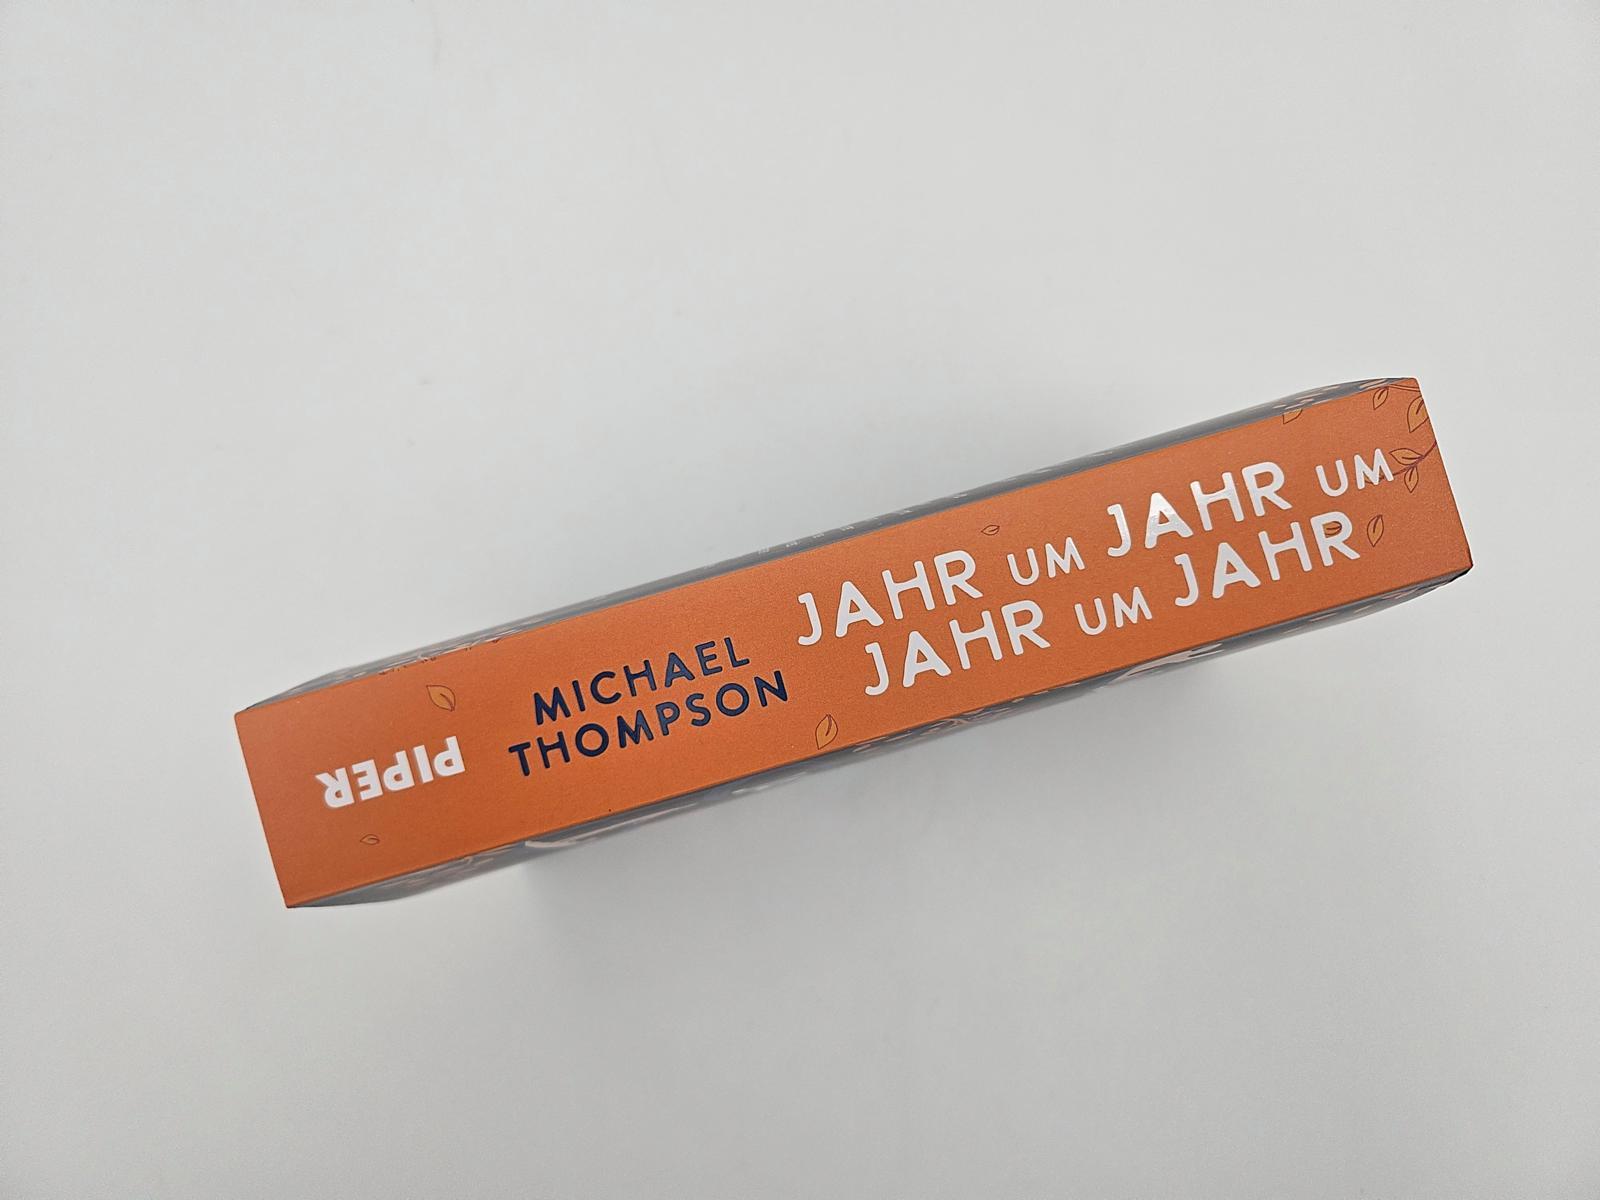 PIPER
MICHAEL
THOMPSON
JAHR UM JAHR UM
JAHR UM JAHR